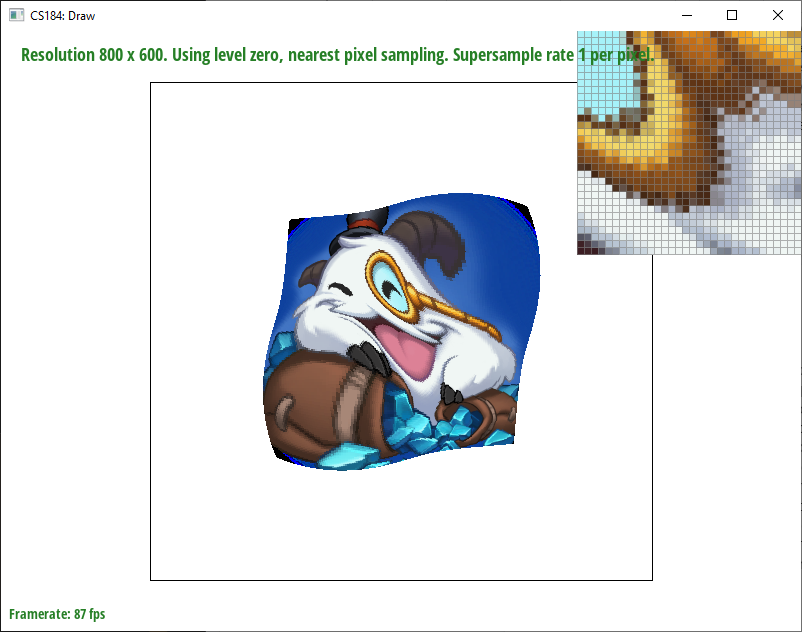 CS184: Draw
Resolution 800 x 600. Using level zero, nearest pixel sampling. Supersample rate 1 per pixel.
Framerate: 87 fps